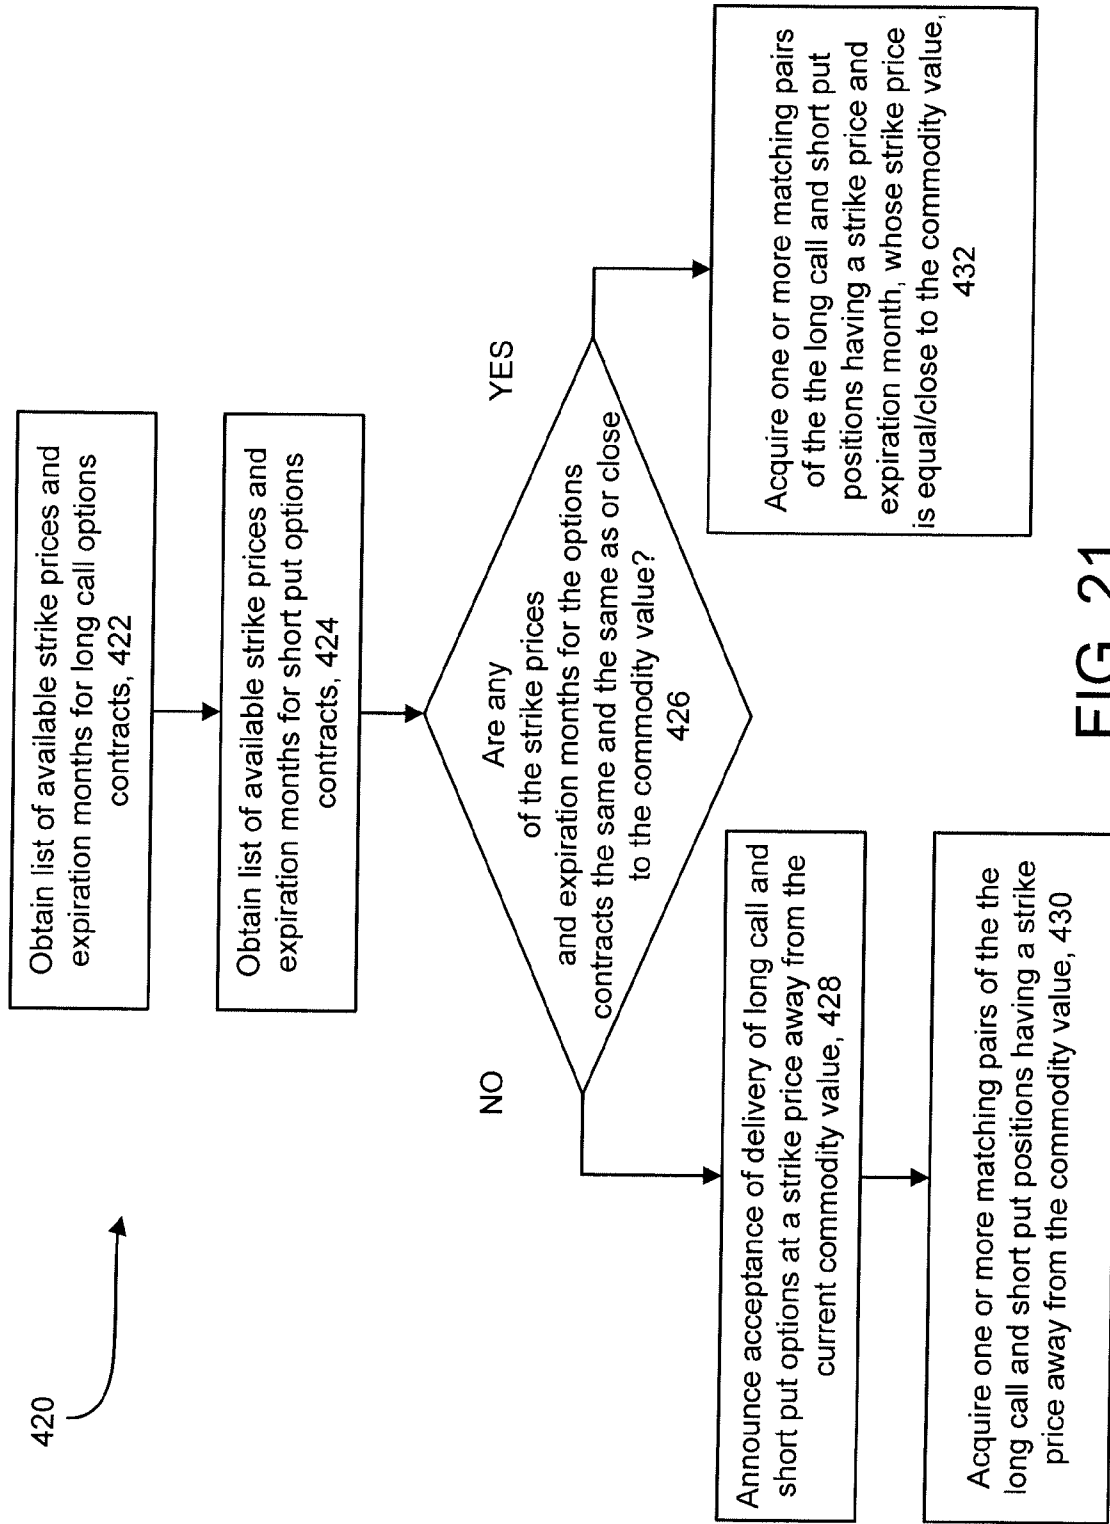 420
Obtain list of available strike prices and
expiration months for long call options
contracts, 422
Obtain list of available strike prices and
expiration months for short put options
contracts, 424
Are any
of the strike prices
and expiration months for the options
contracts the same and the same as or close
to the commodity value?
426
NO
YES
Announce acceptance of delivery of long call and
short put options at a strike price away from the
current commodity value, 428
Acquire one or more matching pairs of the the
long call and short put positions having a strike
price away from the commodity value, 430
Acquire one or more matching pairs
of the the long call and short put
positions having a strike price and
expiration month, whose strike price
is equal/close to the commodity value,
432
FIG. 21